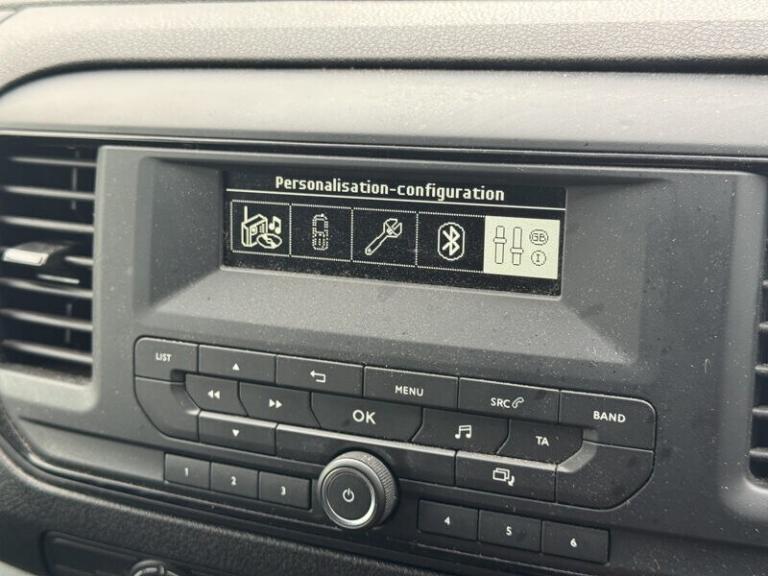 Personalisation-configuration
GB
I
LIST
MENU
SRC
BAND
OK
TA
1
2
3
4
5
6